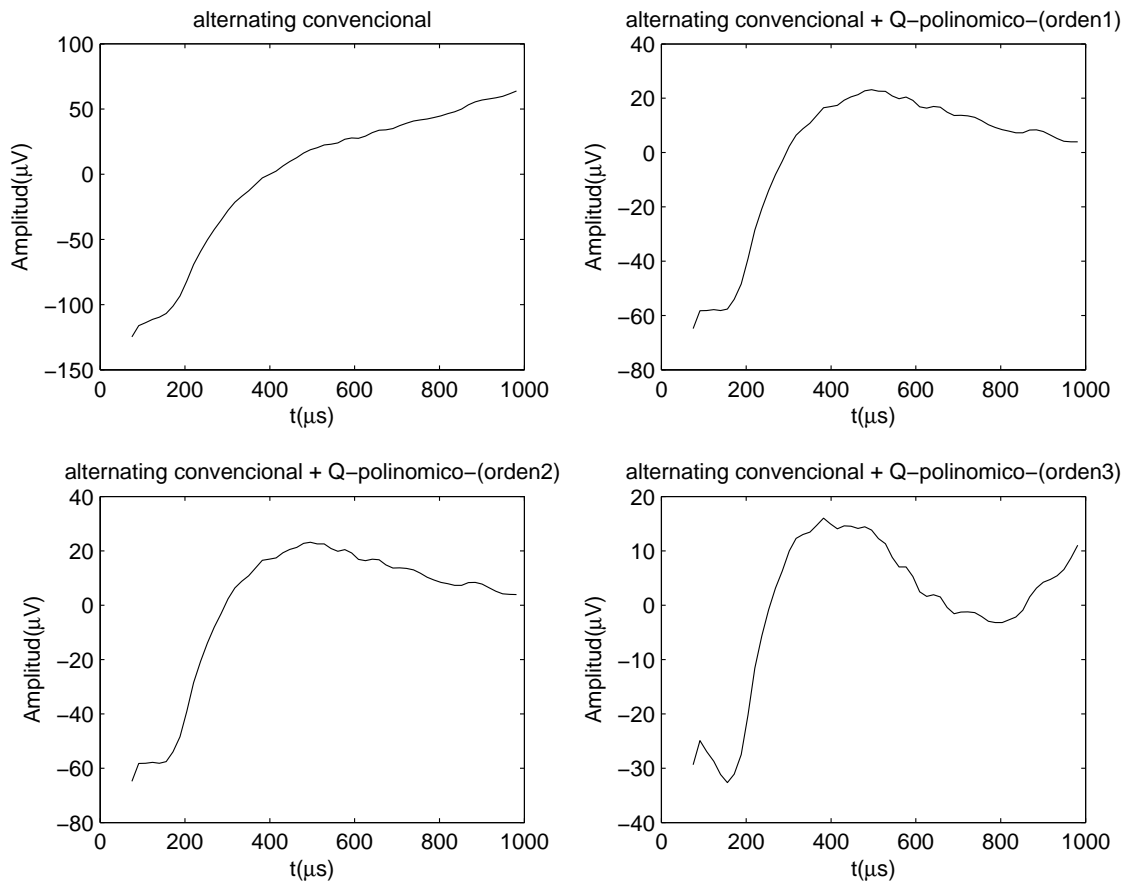 alternating convencional
100
50
0
−50
−100
−150
Amplitud(μV)
0 200 400 600 800 1000
t(μs)
alternating convencional + Q−polinomico−(orden1)
40
20
0
−20
−40
−60
−80
Amplitud(μV)
0 200 400 600 800 1000
t(μs)
alternating convencional + Q−polinomico−(orden2)
40
20
0
−20
−40
−60
−80
Amplitud(μV)
0 200 400 600 800 1000
t(μs)
alternating convencional + Q−polinomico−(orden3)
20
10
0
−10
−20
−30
−40
Amplitud(μV)
0 200 400 600 800 1000
t(μs)